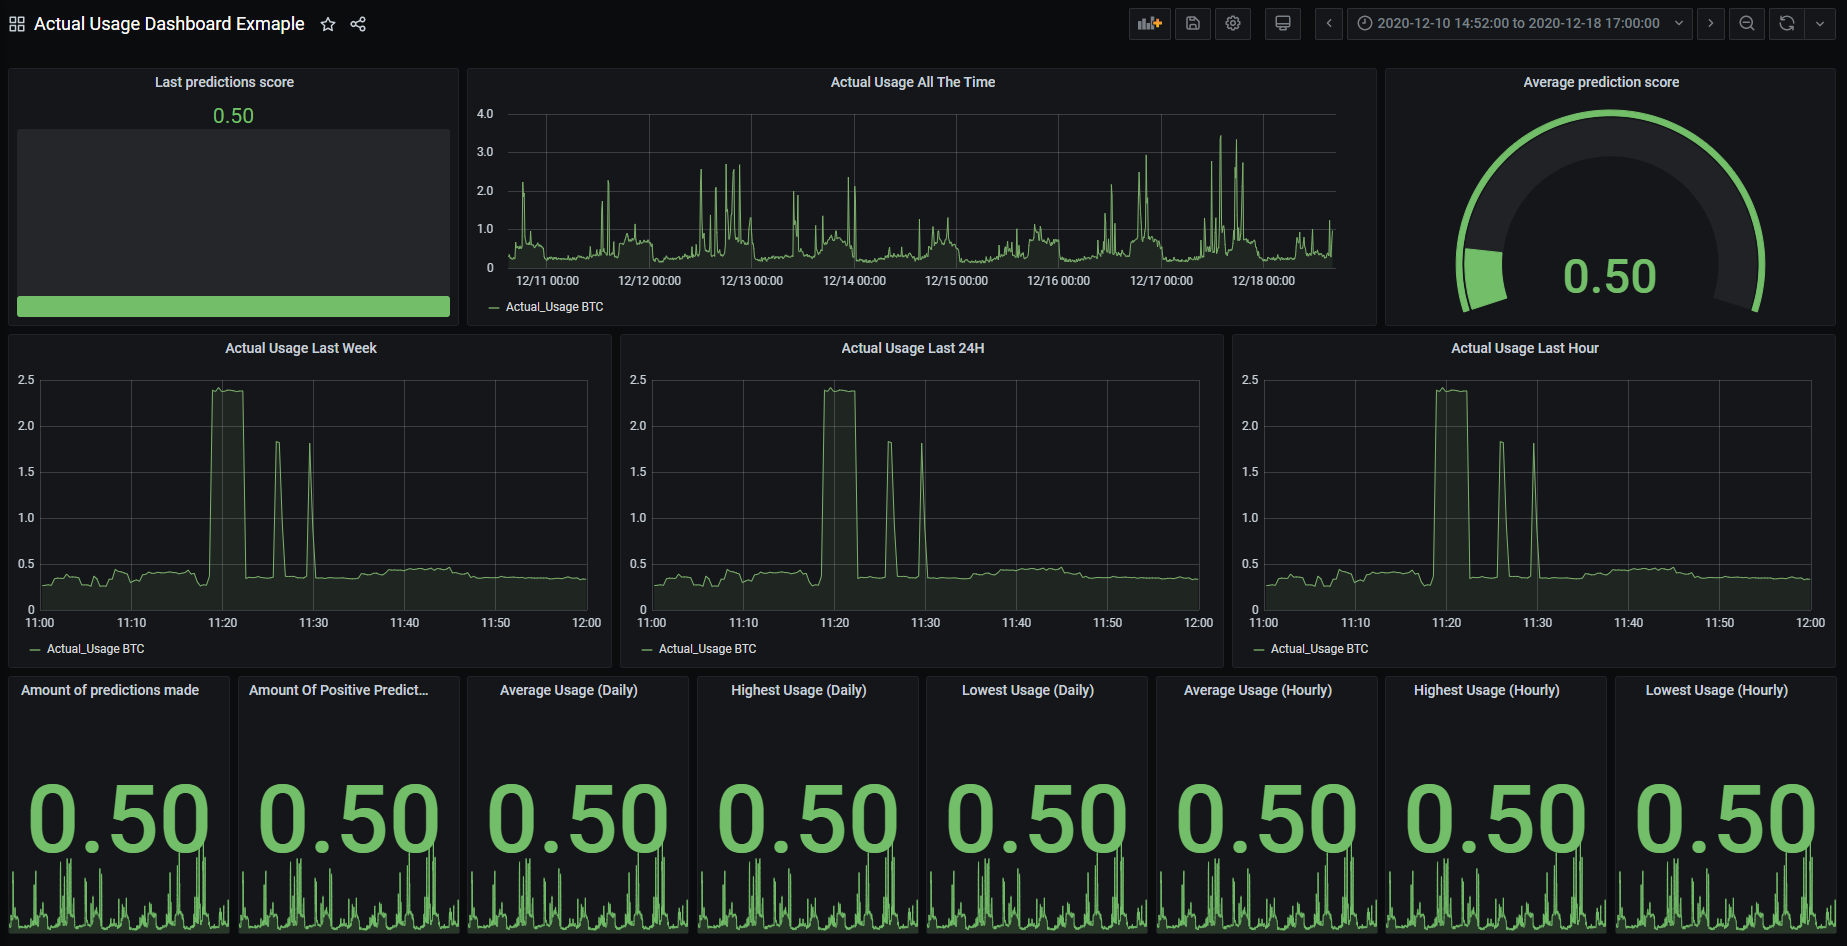 Actual Usage Dashboard Exmaple
2020-12-10 14:52:00 to 2020-12-18 17:00:00
Last predictions score
0.50
Actual Usage All The Time
4.0
3.0
2.0
1.0
0
12/11 00:00 12/12 00:00 12/13 00:00 12/14 00:00 12/15 00:00 12/16 00:00 12/17 00:00 12/18 00:00
Actual_Usage BTC
Average prediction score
0.50
Actual Usage Last Week
2.5
2.0
1.5
1.0
0.5
0
11:00 11:10 11:20 11:30 11:40 11:50 12:00
Actual_Usage BTC
Actual Usage Last 24H
2.5
2.0
1.5
1.0
0.5
0
11:00 11:10 11:20 11:30 11:40 11:50 12:00
Actual_Usage BTC
Actual Usage Last Hour
2.5
2.0
1.5
1.0
0.5
0
11:00 11:10 11:20 11:30 11:40 11:50 12:00
Actual_Usage BTC
Amount of predictions made
0.50
Amount Of Positive Predict...
0.50
Average Usage (Daily)
0.50
Highest Usage (Daily)
0.50
Lowest Usage (Daily)
0.50
Average Usage (Hourly)
0.50
Highest Usage (Hourly)
0.50
Lowest Usage (Hourly)
0.50